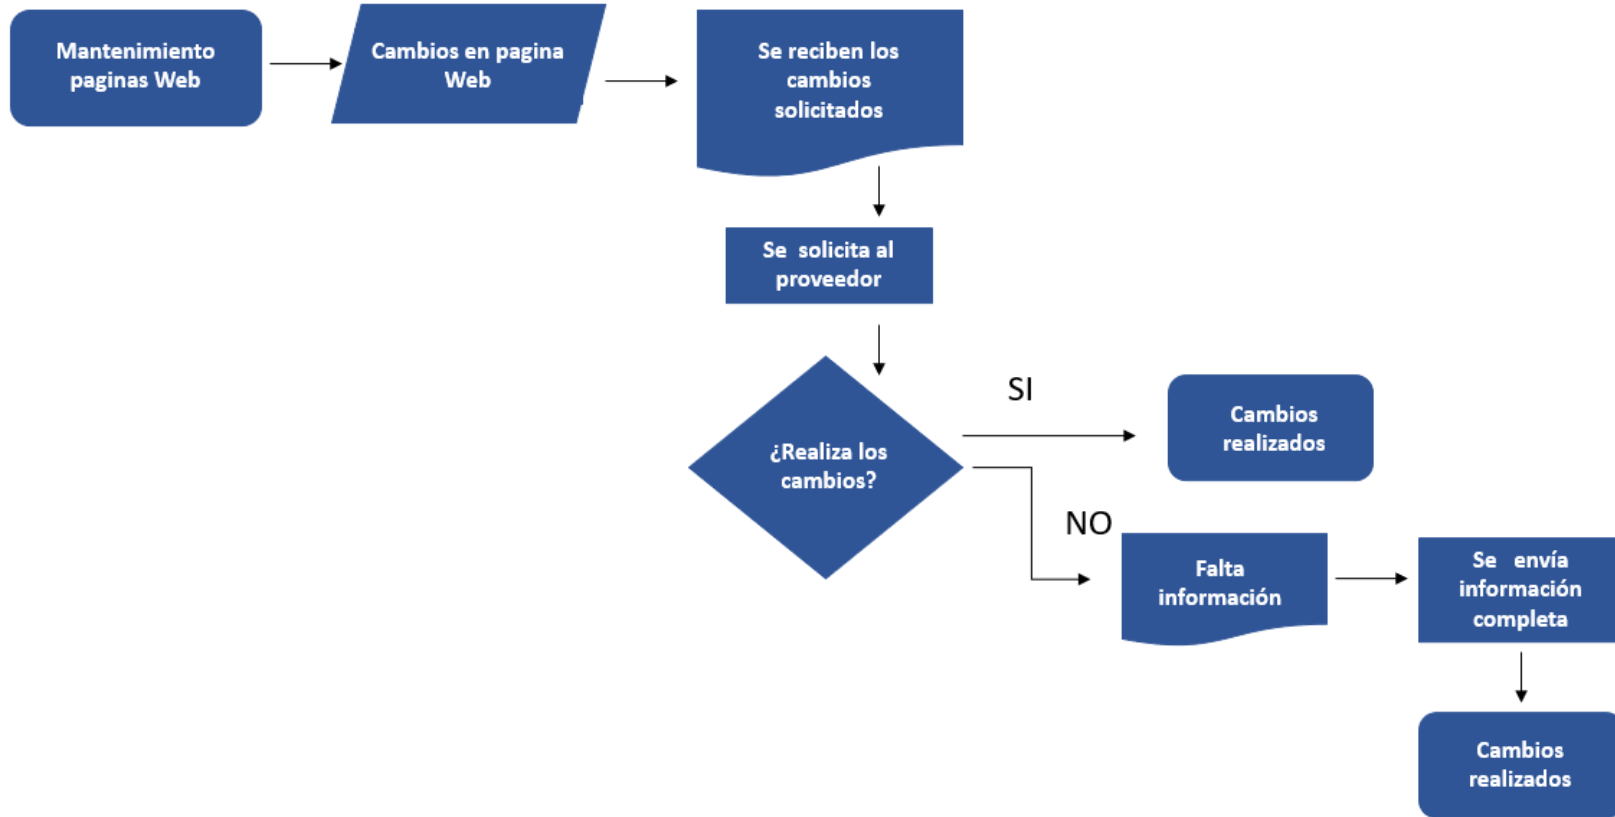 Mantenimiento
paginas Web
Cambios en pagina
Web
Se reciben los
cambios
solicitados
Se solicita al
proveedor
¿Realiza los
cambios?
SI
Cambios
realizados
NO
Falta
información
Se envía
información
completa
Cambios
realizados